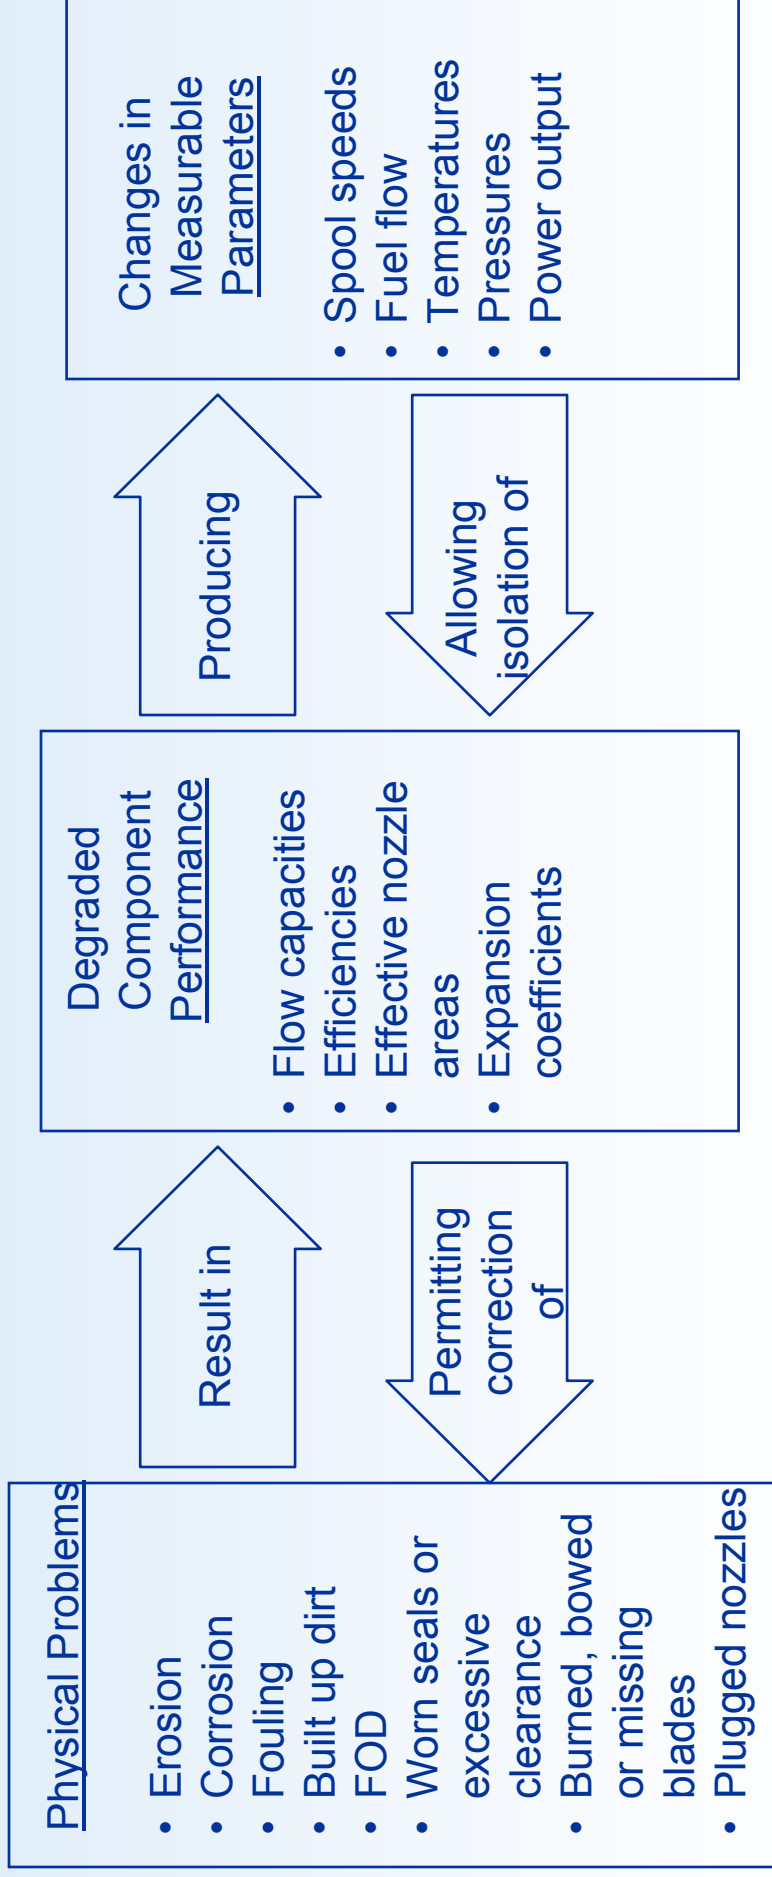 Physical Problems
• Erosion
• Corrosion
• Fouling
• Built up dirt
• FOD
• Worn seals or
excessive
clearance
• Burned, bowed
or missing
blades
• Plugged nozzles
Result in
Permitting
correction
of
Degraded
Component
Performance
• Flow capacities
• Efficiencies
• Effective nozzle
areas
• Expansion
coefficients
Producing
Allowing
isolation of
Changes in
Measurable
Parameters
• Spool speeds
• Fuel flow
• Temperatures
• Pressures
• Power output